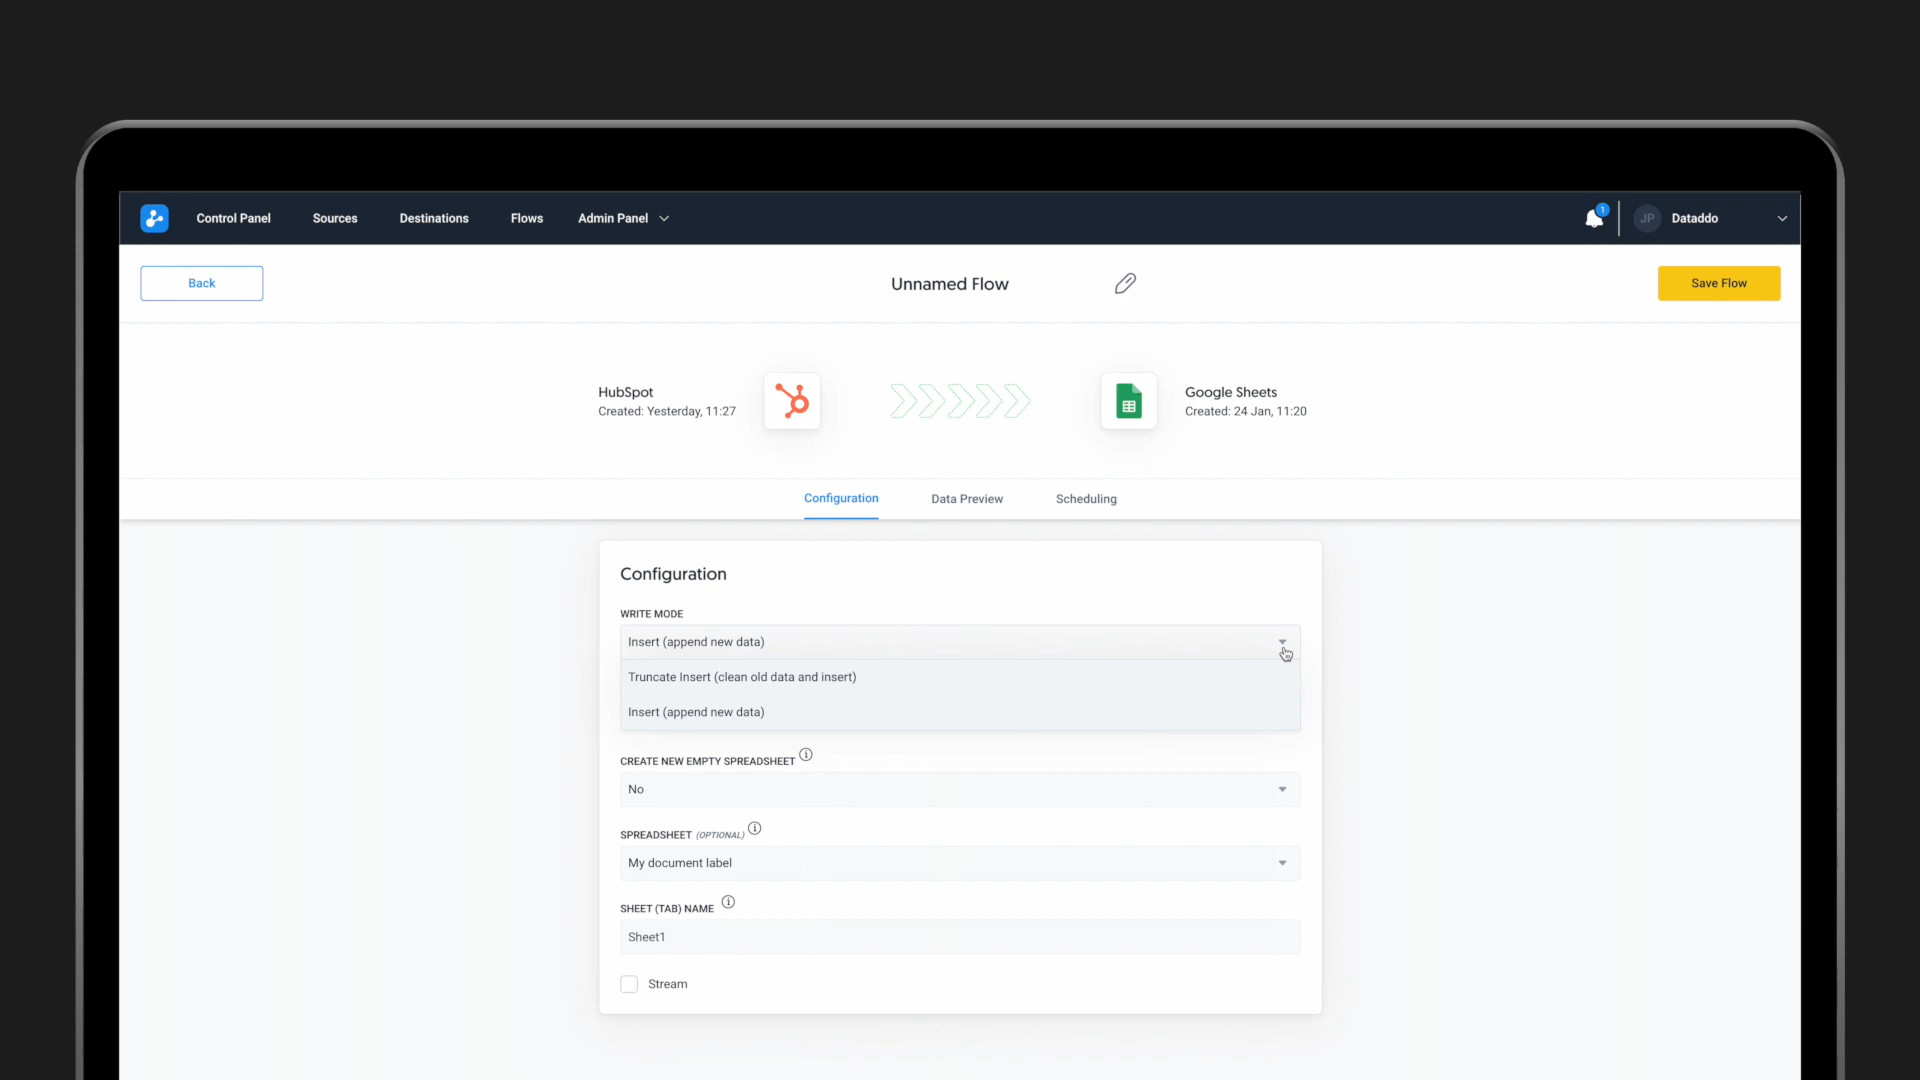 Control Panel
Sources
Destinations
Flows
Admin Panel
1
JP
Dataddo
Back
Unnamed Flow
Save Flow
HubSpot
Created: Yesterday, 11:27
Google Sheets
Created: 24 Jan, 11:20
Configuration
Data Preview
Scheduling
Configuration
WRITE MODE
Insert (append new data)
Truncate Insert (clean old data and insert)
Insert (append new data)
CREATE NEW EMPTY SPREADSHEET
No
SPREADSHEET (OPTIONAL)
My document label
SHEET (TAB) NAME
Sheet1
Stream